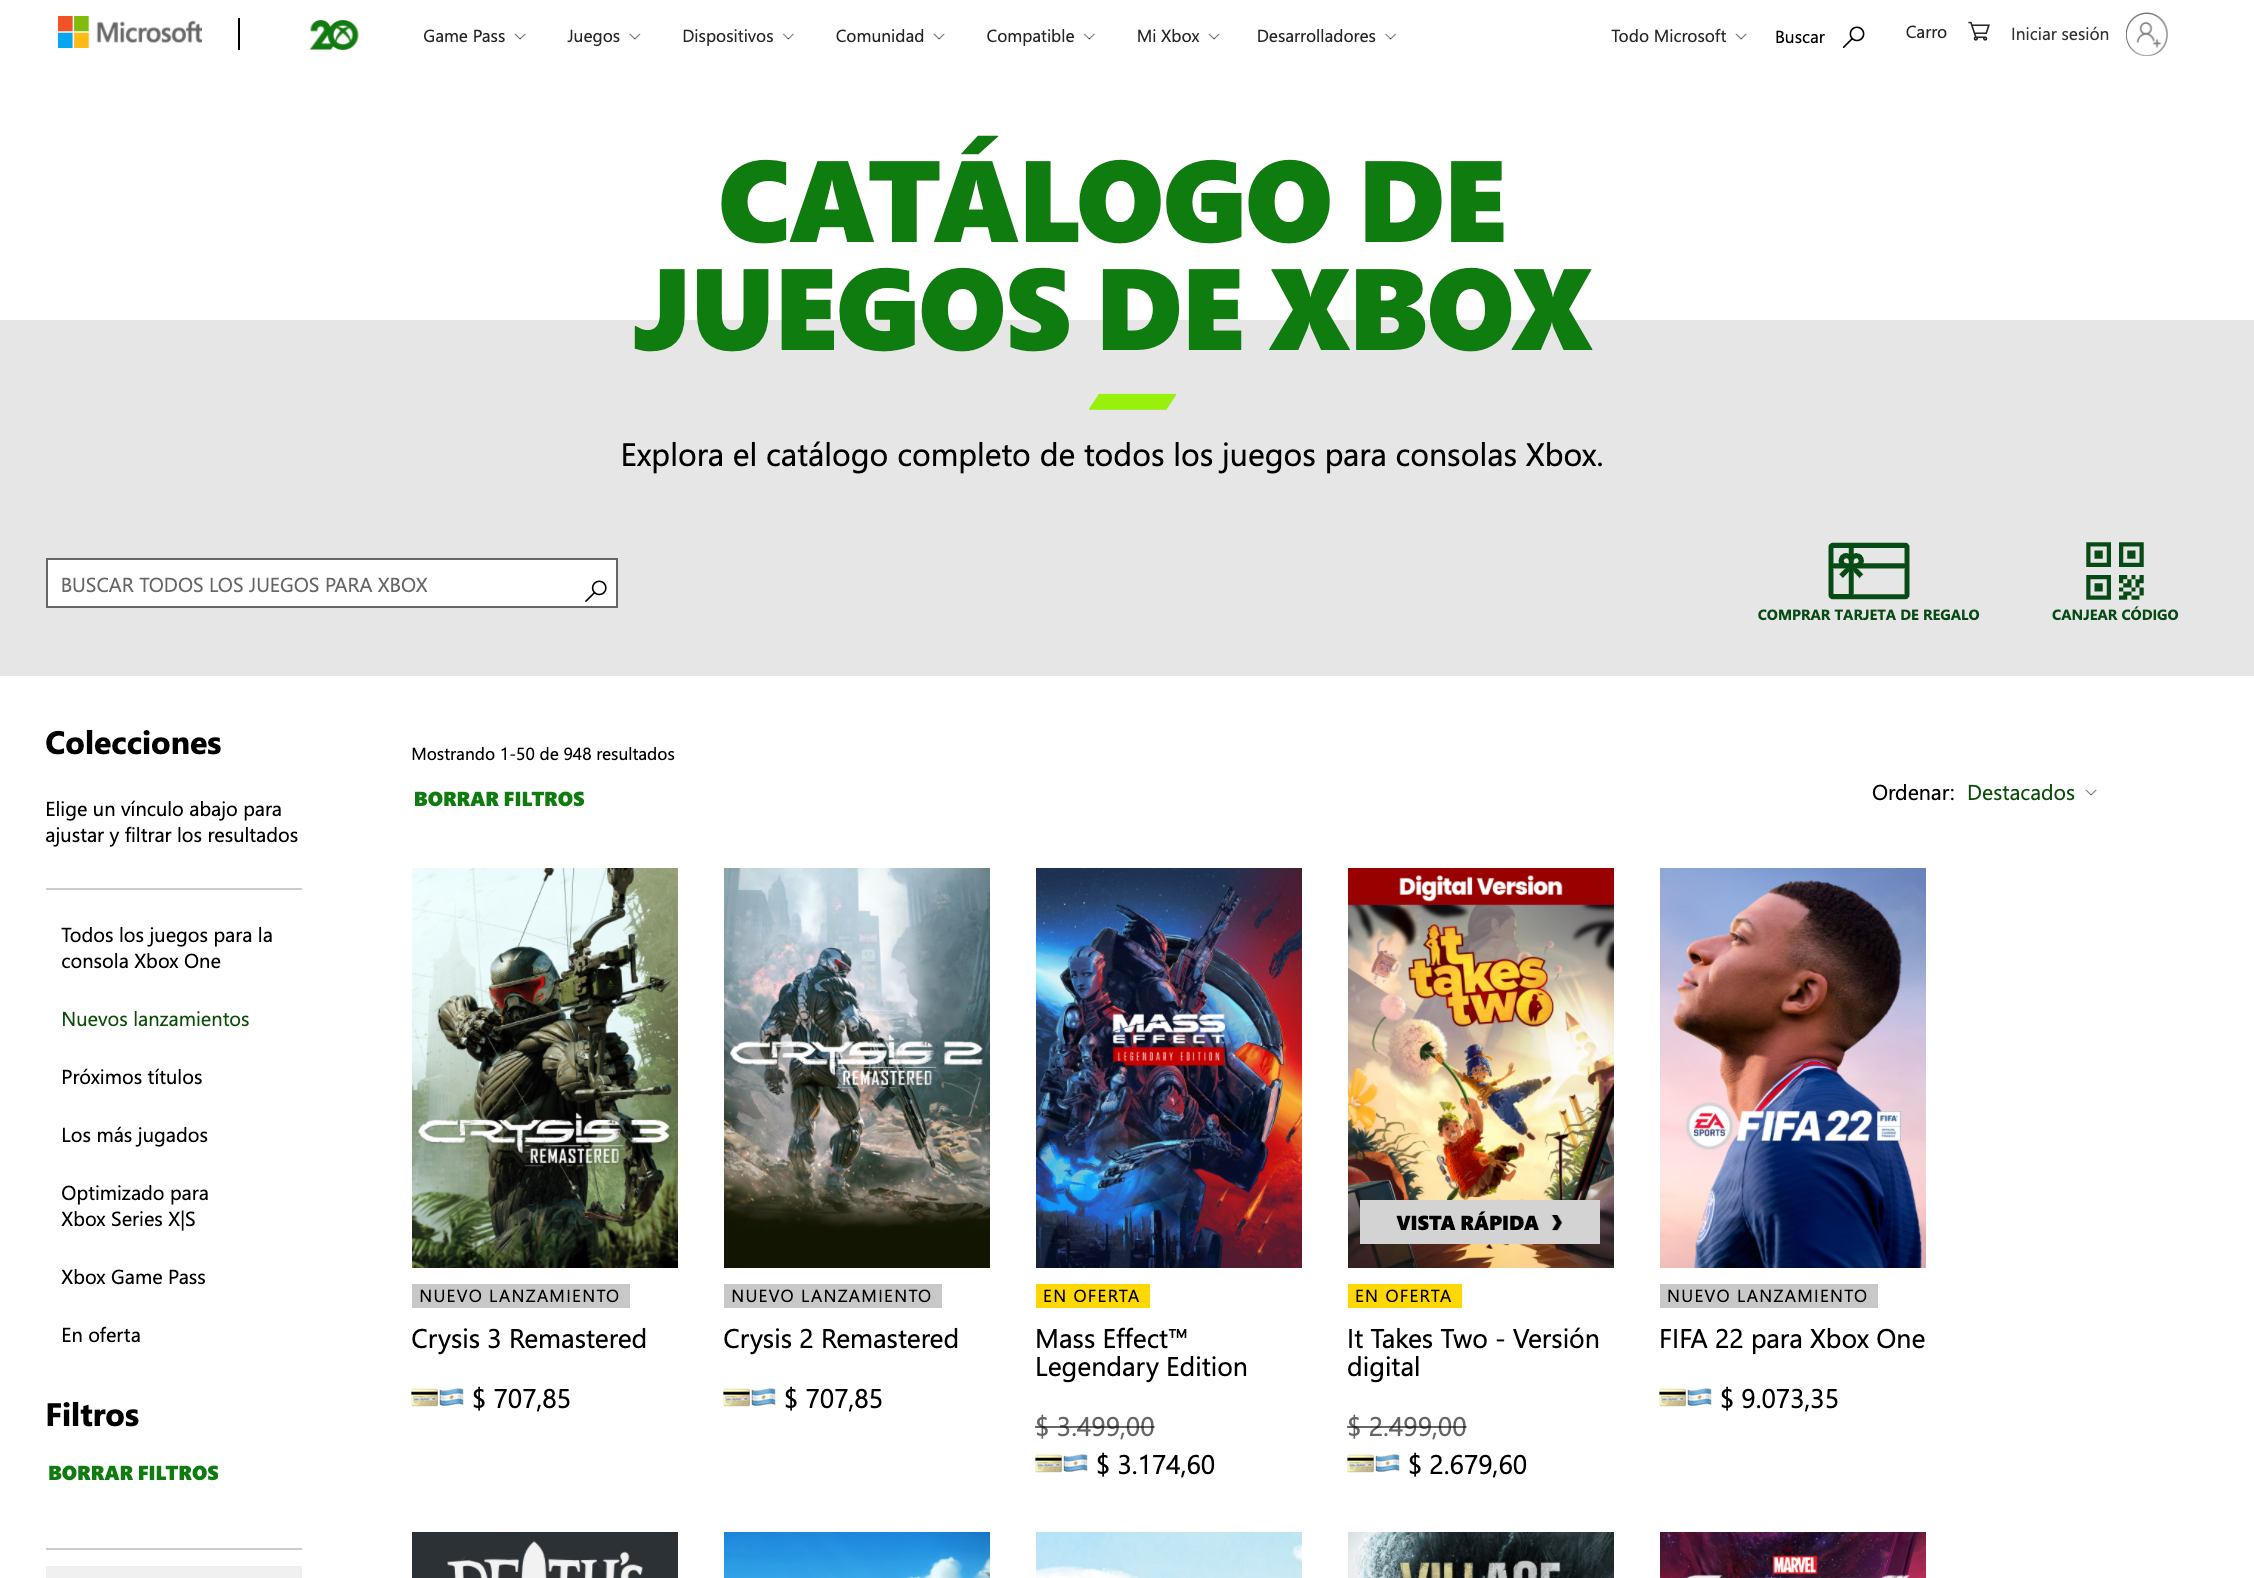 Microsoft
20
Game Pass
Juegos
Dispositivos
Comunidad
Compatible
Mi Xbox
Desarrolladores
Todo Microsoft
Buscar
Carro
Iniciar sesión
CATÁLOGO DE
JUEGOS DE XBOX
Explora el catálogo completo de todos los juegos para consolas Xbox.
BUSCAR TODOS LOS JUEGOS PARA XBOX
COMPRAR TARJETA DE REGALO
CANJEAR CÓDIGO
Colecciones
Elige un vínculo abajo para
ajustar y filtrar los resultados
Todos los juegos para la
consola Xbox One
Nuevos lanzamientos
Próximos títulos
Los más jugados
Optimizado para
Xbox Series X|S
Xbox Game Pass
En oferta
Filtros
BORRAR FILTROS
Mostrando 1-50 de 948 resultados
BORRAR FILTROS
Ordenar: Destacados
CRYSIS 3
REMASTERED
NUEVO LANZAMIENTO
Crysis 3 Remastered
$ 707,85
CRYSIS 2
REMASTERED
NUEVO LANZAMIENTO
Crysis 2 Remastered
$ 707,85
MASS
EFFECT
LEGENDARY EDITION
EN OFERTA
Mass Effect™
Legendary Edition
$ 3.499,00
$ 3.174,60
Digital Version
it
takes
two
VISTA RÁPIDA ❯
EN OFERTA
It Takes Two - Versión
digital
$ 2.499,00
$ 2.679,60
EA
SPORTS
FIFA 22
FIFA
NUEVO LANZAMIENTO
FIFA 22 para Xbox One
$ 9.073,35
DEATH'S
VILLAGE
MARVEL